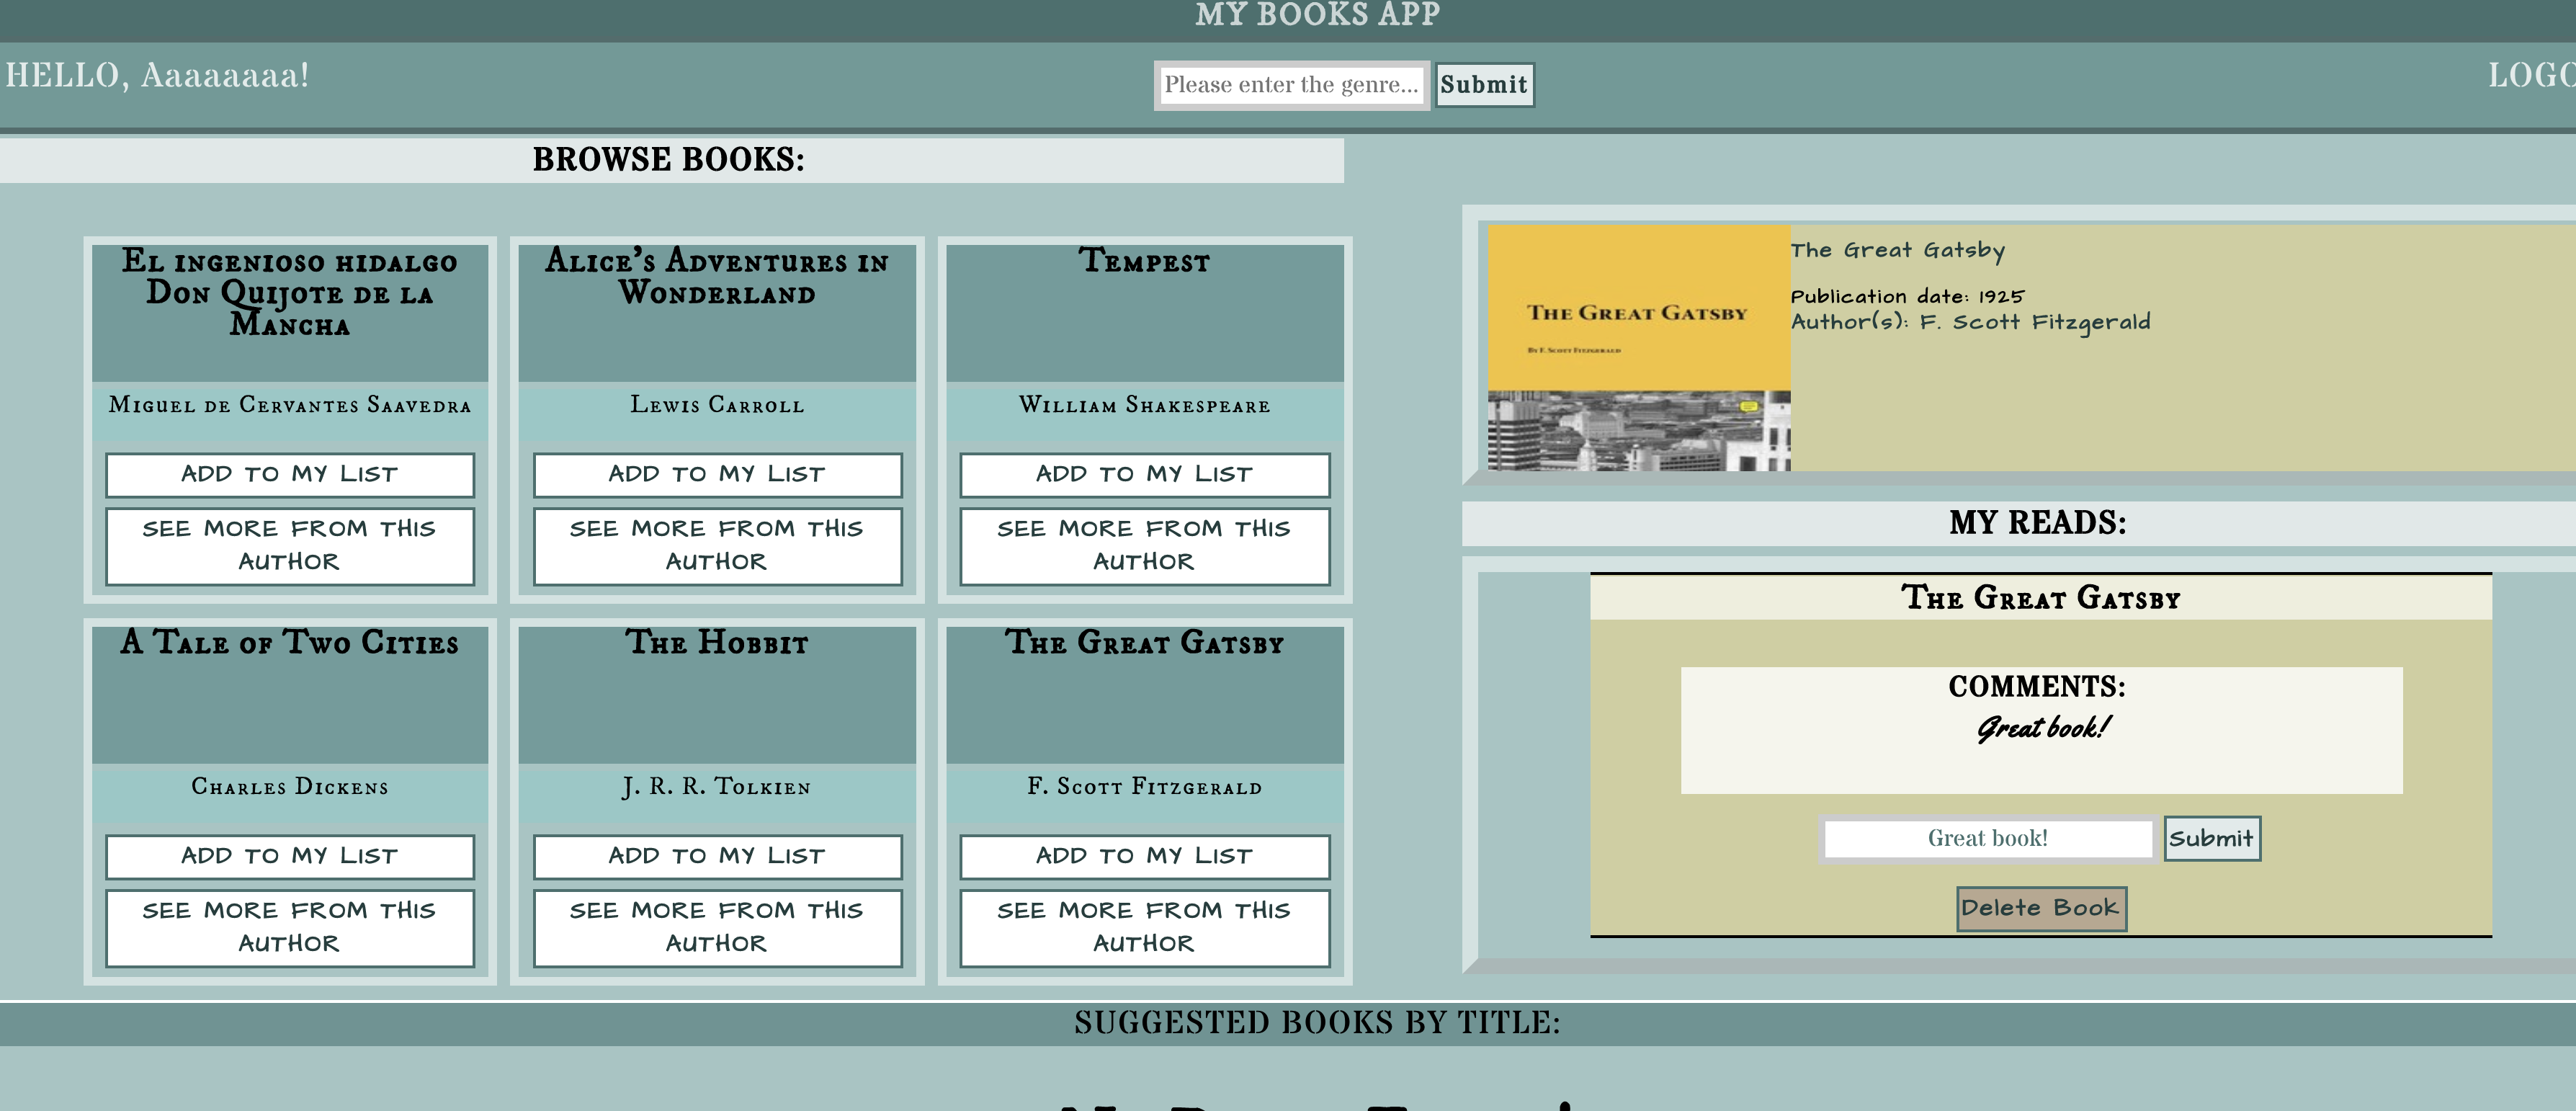 MY BOOKS APP
HELLO, Aaaaaaaa!
Please enter the genre...
Submit
BROWSE BOOKS:
El ingenioso hidalgo
Don Quijote de la
Mancha
Miguel de Cervantes Saavedra
ADD TO MY LIST
SEE MORE FROM THIS
AUTHOR
Alice's Adventures in
Wonderland
Lewis Carroll
ADD TO MY LIST
SEE MORE FROM THIS
AUTHOR
Tempest
William Shakespeare
ADD TO MY LIST
SEE MORE FROM THIS
AUTHOR
A Tale of Two Cities
Charles Dickens
ADD TO MY LIST
SEE MORE FROM THIS
AUTHOR
The Hobbit
J. R. R. Tolkien
ADD TO MY LIST
SEE MORE FROM THIS
AUTHOR
The Great Gatsby
F. Scott Fitzgerald
ADD TO MY LIST
SEE MORE FROM THIS
AUTHOR
The Great Gatsby
By F. Scott Fitzgerald
The Great Gatsby
Publication date: 1925
Author(s): F. Scott Fitzgerald
MY READS:
The Great Gatsby
COMMENTS:
Great book!
Great book!
Submit
Delete Book
SUGGESTED BOOKS BY TITLE: